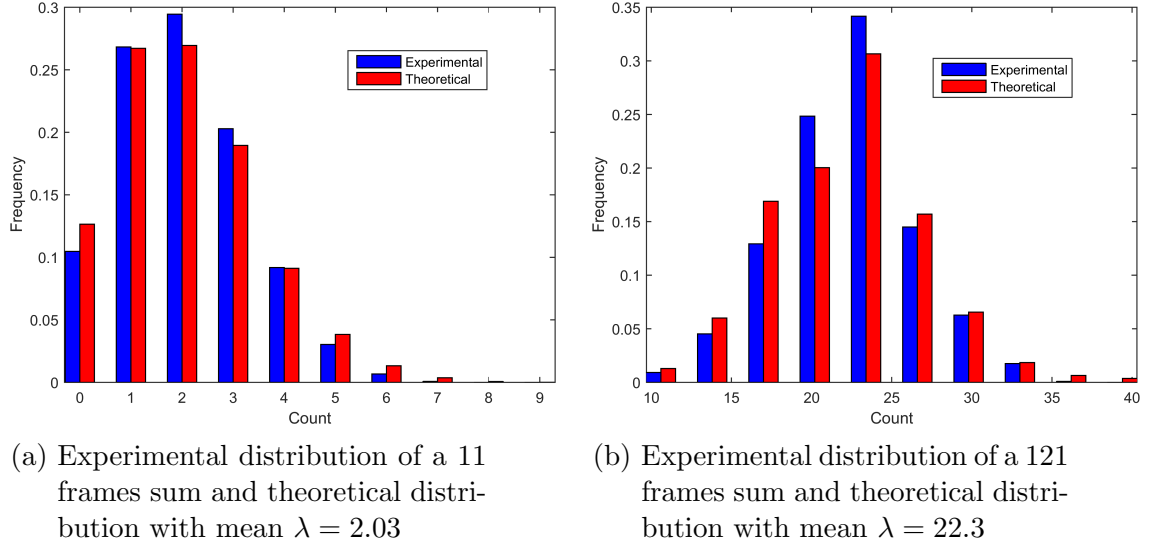 0.3
0.25
0.2
0.15
0.1
0.05
0
Frequency
Experimental
Theoretical
0 1 2 3 4 5 6 7 8 9
Count
(a) Experimental distribution of a 11
frames sum and theoretical distri-
bution with mean λ = 2.03
0.35
0.3
0.25
0.2
0.15
0.1
0.05
0
Frequency
Experimental
Theoretical
10 15 20 25 30 35 40
Count
(b) Experimental distribution of a 121
frames sum and theoretical distri-
bution with mean λ = 22.3